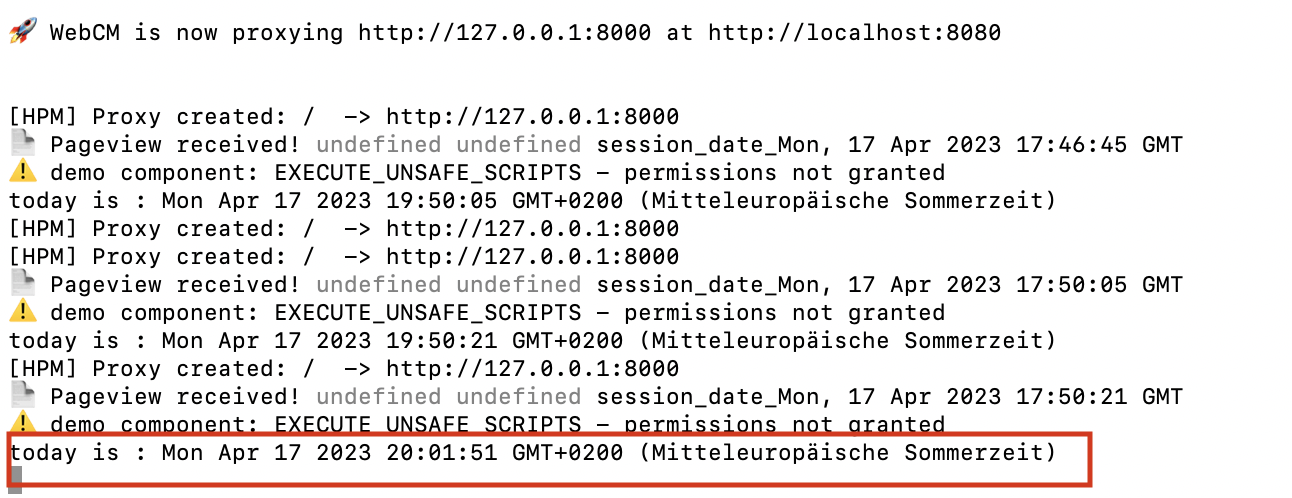 🚀 WebCM is now proxying http://127.0.0.1:8000 at http://localhost:8080
[HPM] Proxy created: /  -> http://127.0.0.1:8000
📄 Pageview received! undefined undefined session_date_Mon, 17 Apr 2023 17:46:45 GMT
⚠️ demo component: EXECUTE_UNSAFE_SCRIPTS – permissions not granted
today is : Mon Apr 17 2023 19:50:05 GMT+0200 (Mitteleuropäische Sommerzeit)
[HPM] Proxy created: /  -> http://127.0.0.1:8000
[HPM] Proxy created: /  -> http://127.0.0.1:8000
📄 Pageview received! undefined undefined session_date_Mon, 17 Apr 2023 17:50:05 GMT
⚠️ demo component: EXECUTE_UNSAFE_SCRIPTS – permissions not granted
today is : Mon Apr 17 2023 19:50:21 GMT+0200 (Mitteleuropäische Sommerzeit)
[HPM] Proxy created: /  -> http://127.0.0.1:8000
📄 Pageview received! undefined undefined session_date_Mon, 17 Apr 2023 17:50:21 GMT
⚠️ demo component: EXECUTE_UNSAFE_SCRIPTS – permissions not granted
today is : Mon Apr 17 2023 20:01:51 GMT+0200 (Mitteleuropäische Sommerzeit)